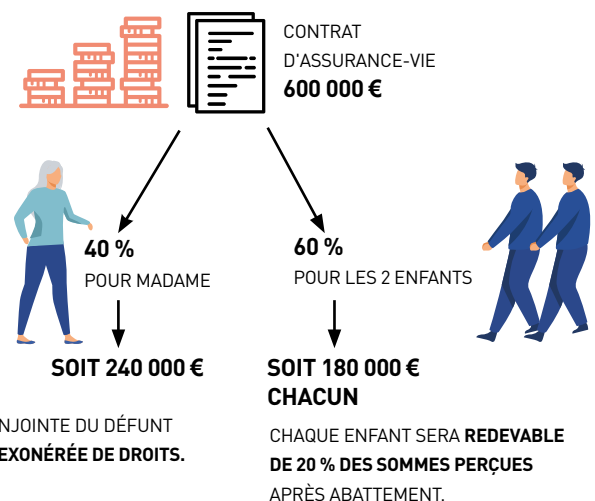 CONTRAT
D'ASSURANCE-VIE
600 000 €
40 %
POUR MADAME
SOIT 240 000 €
NJOINTE DU DÉFUNT
EXONÉRÉE DE DROITS.
60 %
POUR LES 2 ENFANTS
SOIT 180 000 €
CHACUN
CHAQUE ENFANT SERA REDEVABLE
DE 20 % DES SOMMES PERÇUES
APRÈS ABATTEMENT.